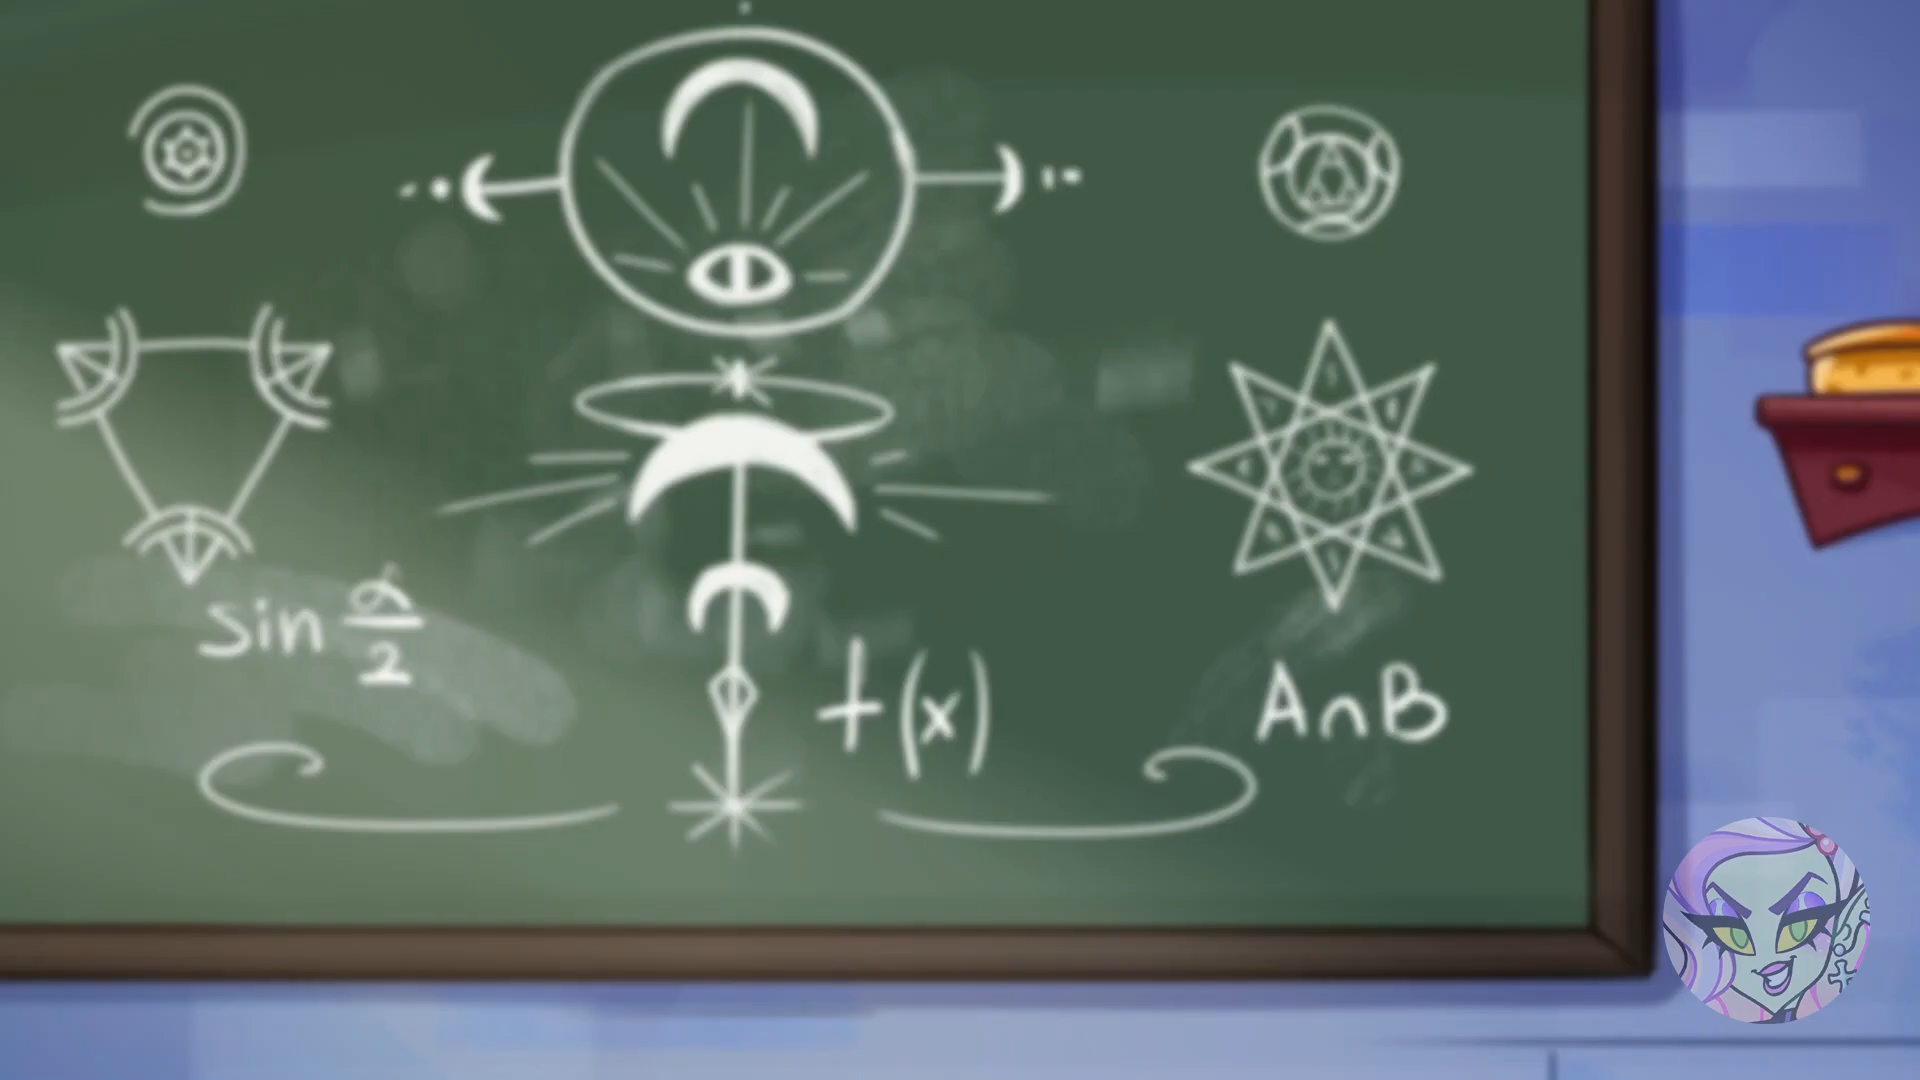 sin α/2
f(x)
A∩B